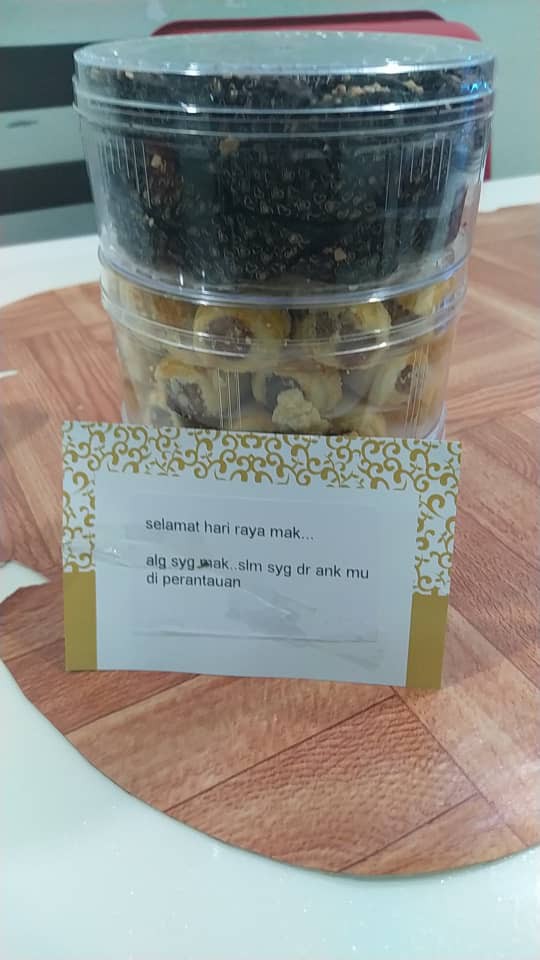 selamat hari raya mak...
alg syg mak..slm syg dr ank mu
di perantauan